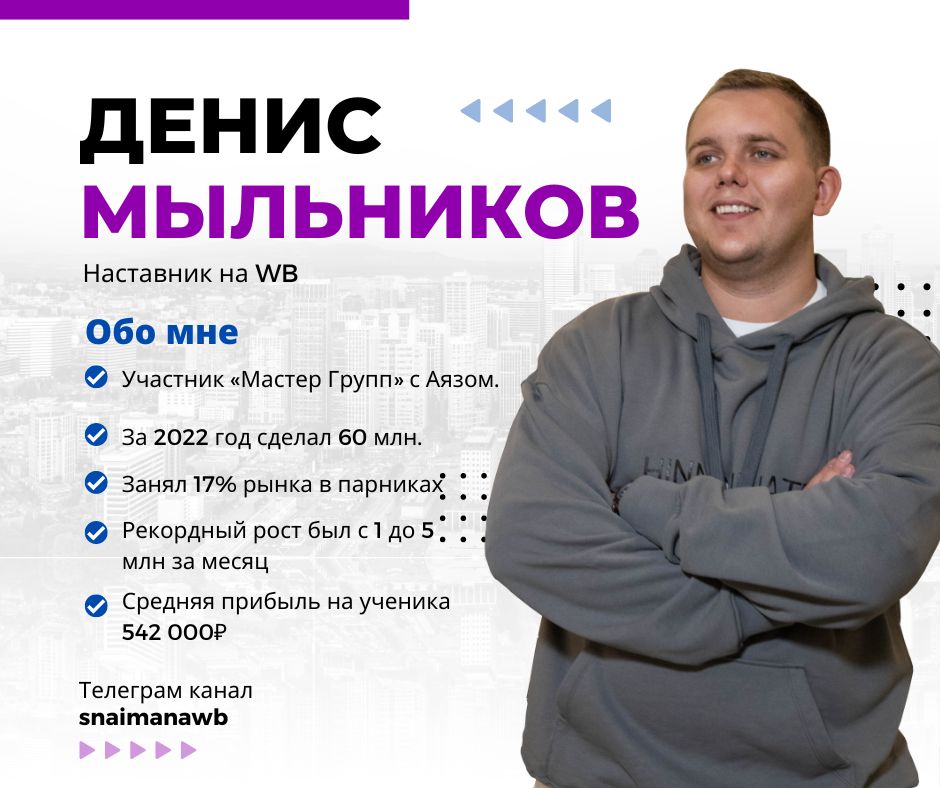 ДЕНИС
МЫЛЬНИКОВ
Наставник на WB
Обо мне
Участник «Мастер Групп» с Аязом.
За 2022 год сделал 60 млн.
Занял 17% рынка в парниках
Рекордный рост был с 1 до 5
млн за месяц
Средняя прибыль на ученика
542 000₽
Телеграм канал
snaimanawb